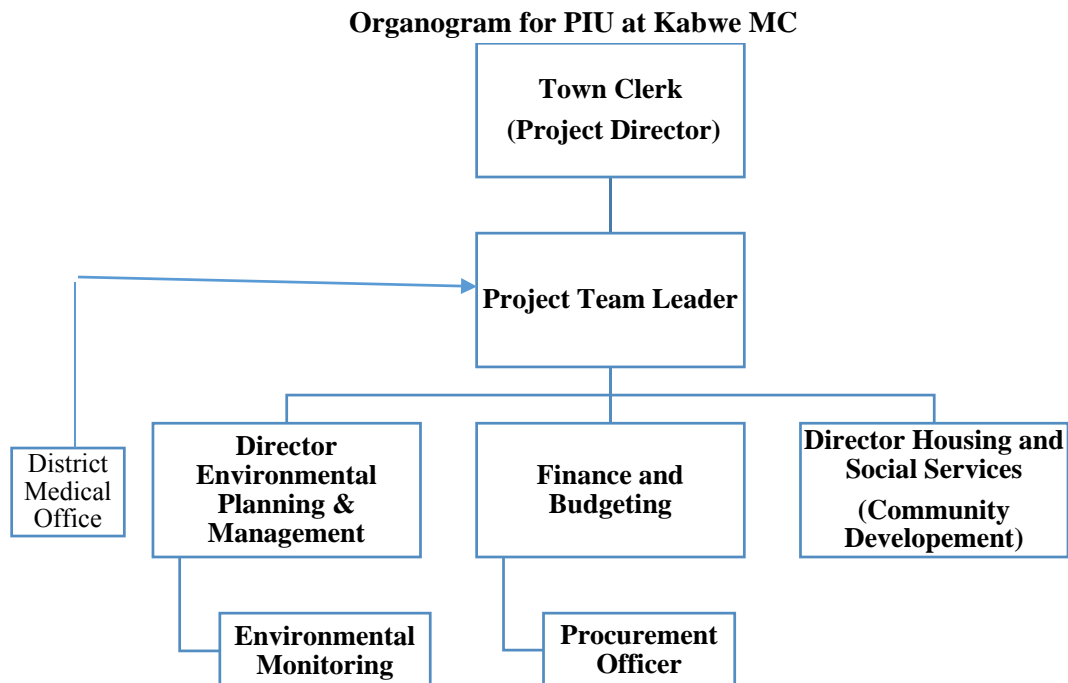 Organogram for PIU at Kabwe MC
Town Clerk
(Project Director)
Project Team Leader
District
Medical
Office
Director
Environmental
Planning &
Management
Finance and
Budgeting
Director Housing and
Social Services
(Community
Developement)
Environmental
Monitoring
Procurement
Officer